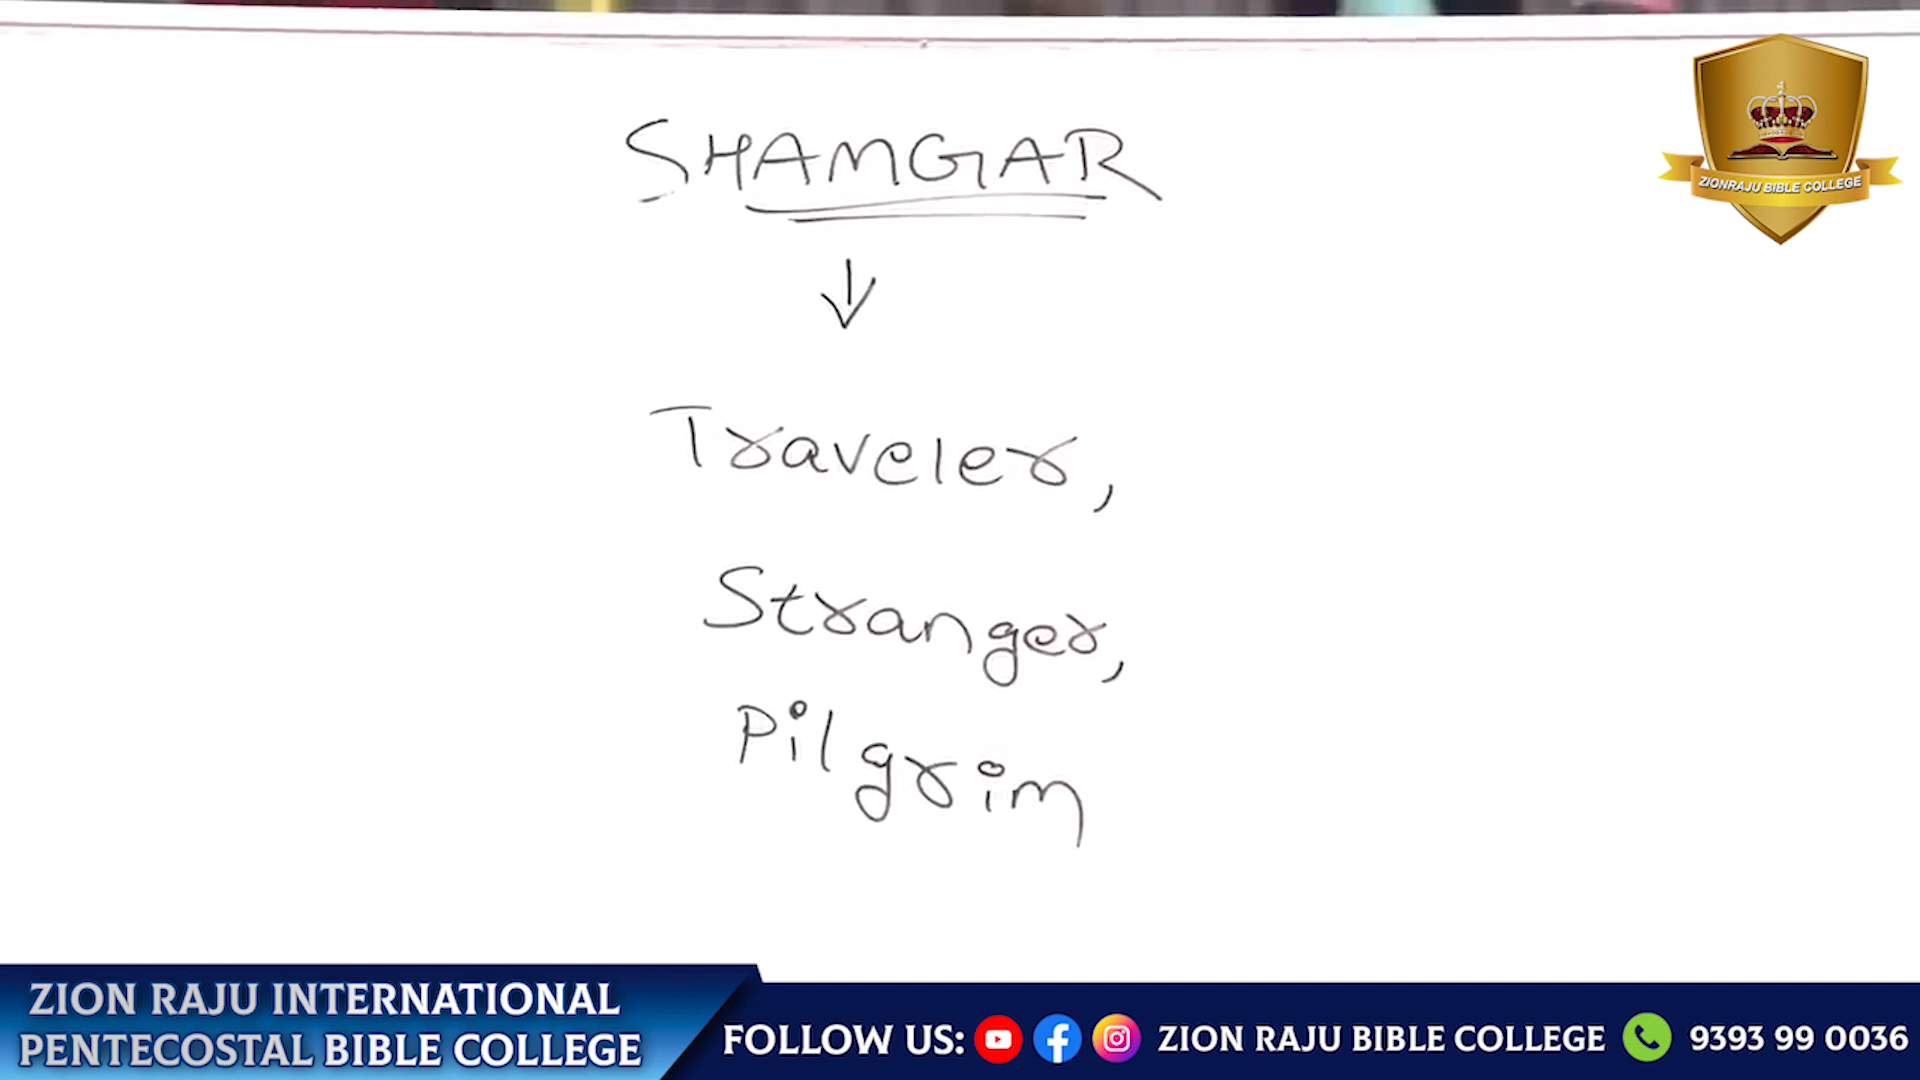 SHAMGAR
Traveler,
Stranger,
Pilgrim
ZIONRAJU BIBLE COLLEGE
ZION RAJU INTERNATIONAL
PENTECOSTAL BIBLE COLLEGE
FOLLOW US: ZION RAJU BIBLE COLLEGE 9393 99 0036